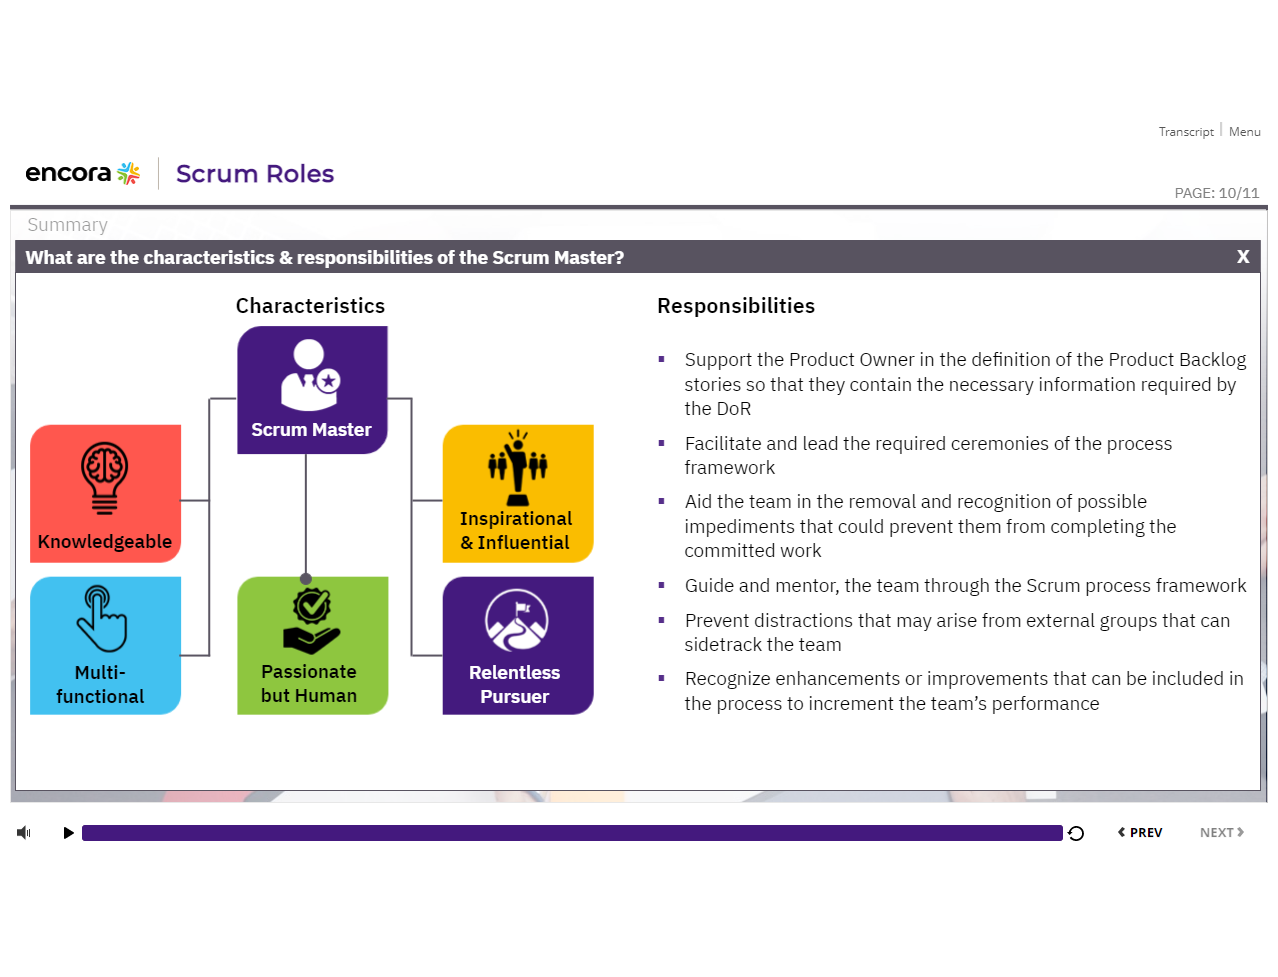 Transcript
Menu
encora
Scrum Roles
PAGE: 10/11
Summary
What are the characteristics & responsibilities of the Scrum Master?
X
Characteristics
Scrum Master
Knowledgeable
Inspirational
& Influential
Multi-
functional
Passionate
but Human
Relentless
Pursuer
Responsibilities
Support the Product Owner in the definition of the Product Backlog
stories so that they contain the necessary information required by
the DoR
Facilitate and lead the required ceremonies of the process
framework
Aid the team in the removal and recognition of possible
impediments that could prevent them from completing the
committed work
Guide and mentor, the team through the Scrum process framework
Prevent distractions that may arise from external groups that can
sidetrack the team
Recognize enhancements or improvements that can be included in
the process to increment the team’s performance
PREV
NEXT